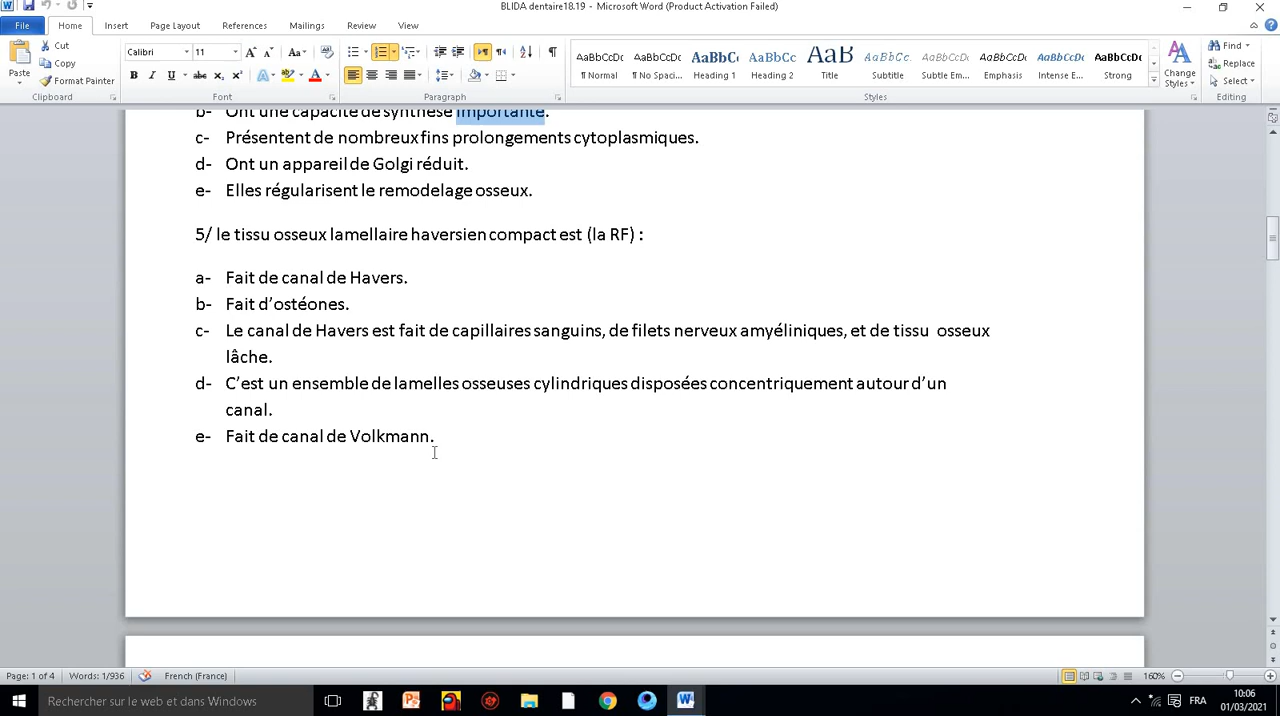 BLIDA dentaire18.19 - Microsoft Word (Product Activation Failed)
File Home Insert Page Layout References Mailings Review View
Paste
Cut
Copy
Format Painter
Clipboard
Calibri 11
Font
Paragraph
AaBbCcDc AaBbCcDc AaBbC AaBbCc AaB AaBbCc. AaBbCcDc AaBbCcDc AaBbCcDc AaBbCcDc
¶ Normal ¶ No Spaci... Heading 1 Heading 2 Title Subtitle Subtle Em... Emphasis Intense E... Strong
Styles
Change Styles
Find
Replace
Select
Editing
b- Ont une capacité de synthèse importante.
c- Présentent de nombreux fins prolongements cytoplasmiques.
d- Ont un appareil de Golgi réduit.
e- Elles régularisent le remodelage osseux.
5/ le tissu osseux lamellaire haversien compact est (la RF) :
a- Fait de canal de Havers.
b- Fait d’ostéones.
c- Le canal de Havers est fait de capillaires sanguins, de filets nerveux amyéliniques, et de tissu osseux
lâche.
d- C’est un ensemble de lamelles osseuses cylindriques disposées concentriquement autour d’un
canal.
e- Fait de canal de Volkmann.
Page: 1 of 4 Words: 1/936 French (France) 160%
Rechercher sur le web et dans Windows
FRA
10:06
01/03/2021